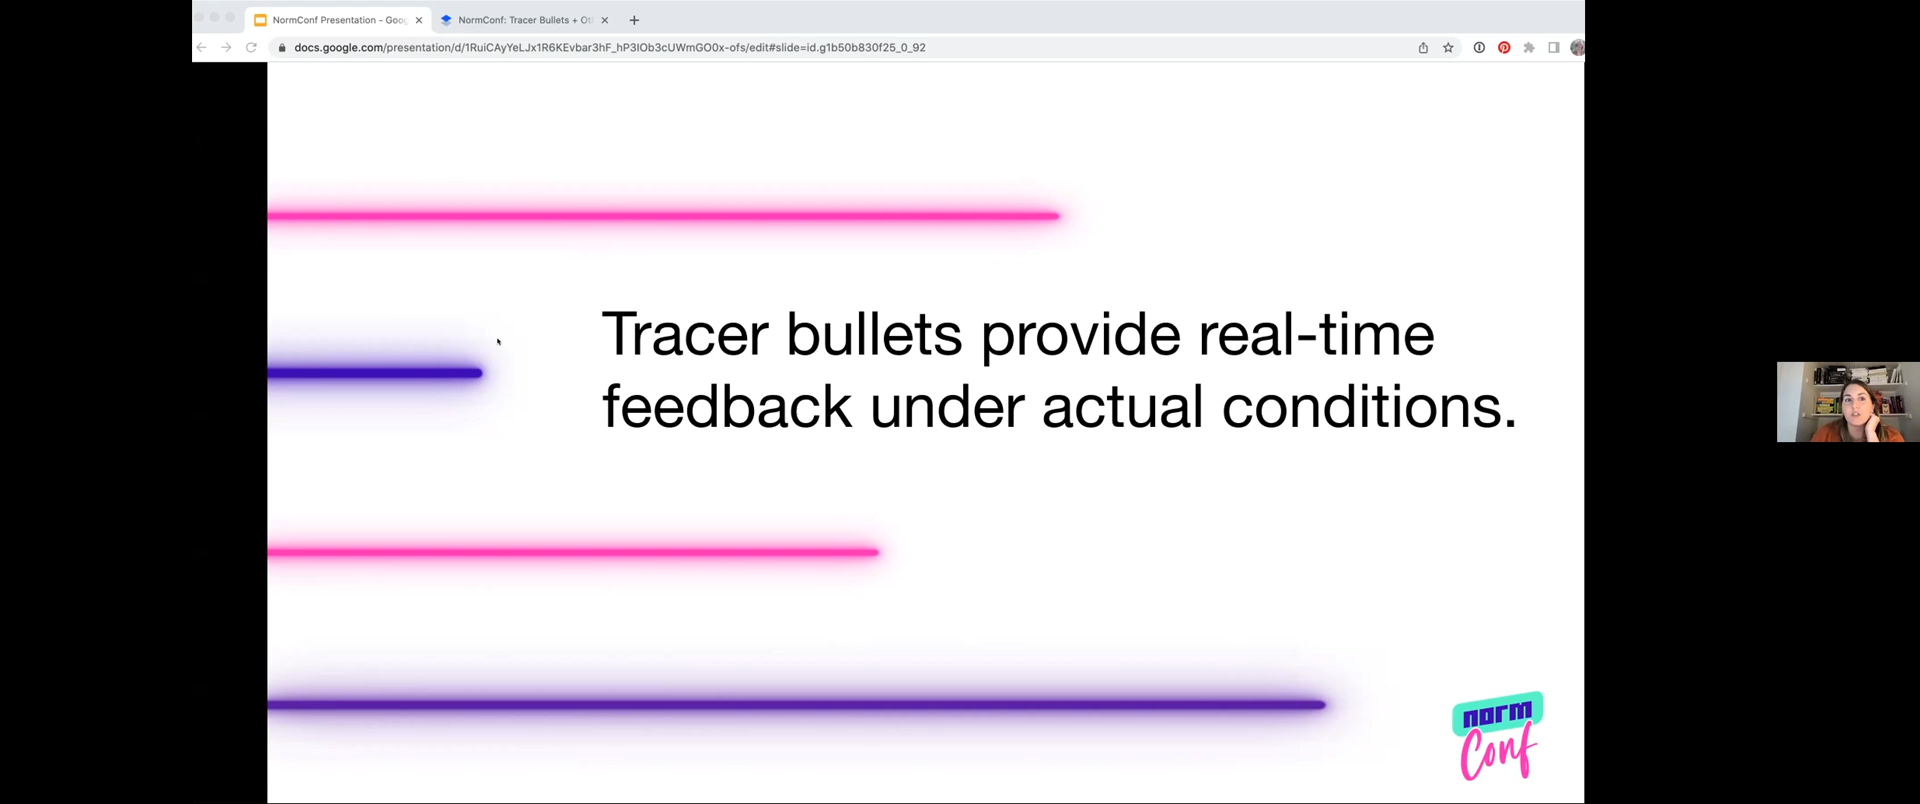 NormConf Presentation - Goog
NormConf: Tracer Bullets + Ot
docs.google.com/presentation/d/1RuiCAyYeLJx1R6KEvbar3hF_hP3IOb3cUWmGO0x-ofs/edit#slide=id.g1b50b830f25_0_92
Tracer bullets provide real-time
feedback under actual conditions.
norm
Conf